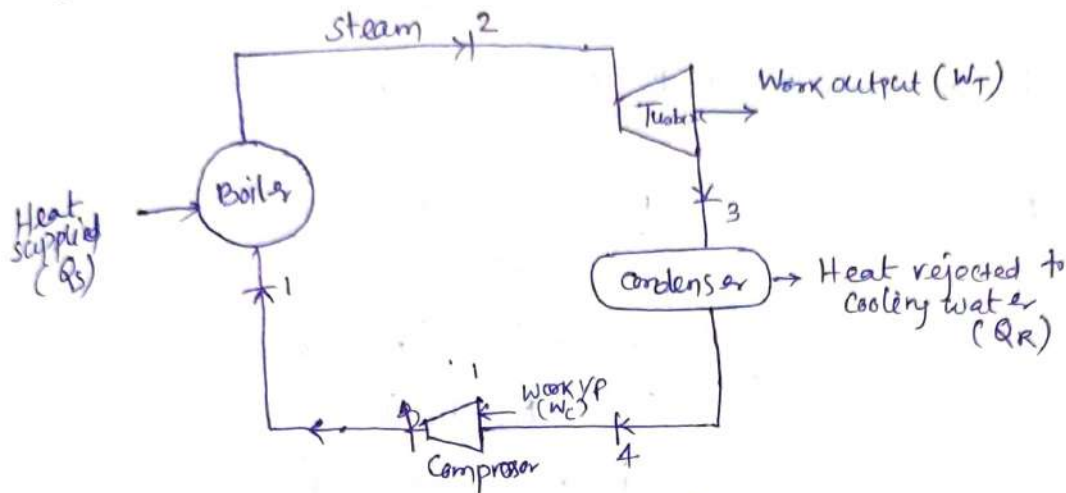 steam
2
Work output (WT)
Boiler
3
Heat
supplied
(Qs)
1
Condenser
Heat rejected to
cooling water
(QR)
1
Work I/P
(Wc)
4
Compressor